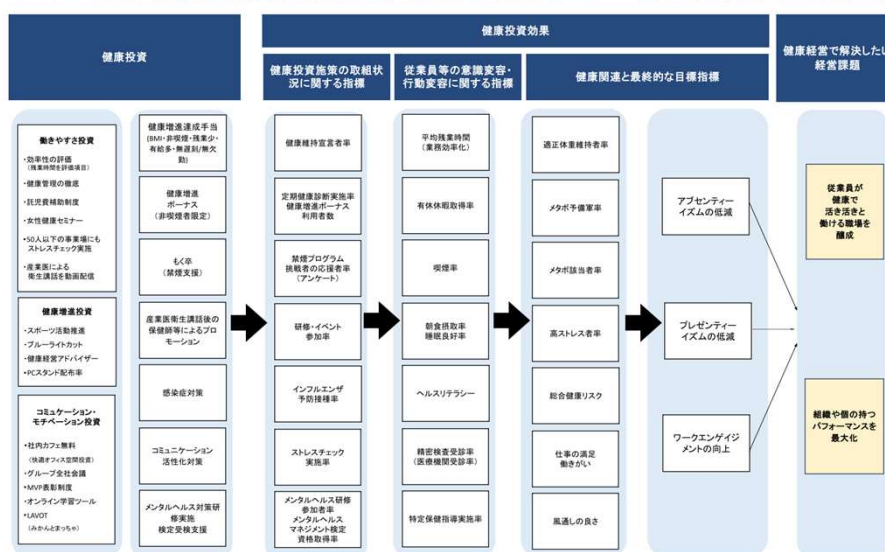 健康投資
健康投資効果
健康経営で解決したい
経営課題
健康投資施策の取組状
況に関する指標
従業員等の意識変容・
行動変容に関する指標
健康関連と最終的な目標指標
働きやすさ投資
・効率性の評価
(残業時間を評価項目)
・健康管理の徹底
・託児費補助制度
・女性健康セミナー
・50人以下の事業場にも
ストレスチェック実施
・産業医による
衛生講話を動画配信
健康増進投資
・スポーツ活動推進
・ブルーライトカット
・健康経営アドバイザー
・PCスタンド配布率
コミュケーション・
モチベーション投資
・社内カフェ無料
(快適オフィス空間投資)
・グループ全社会議
・MVP表彰制度
・オンライン学習ツール
・LAVOT
(みかんとまっちゃ)
健康増進達成手当
(BMI・非喫煙・残業少・
有給多・無遅刻/無欠
勤)
健康増進
ボーナス
(非喫煙者限定)
もく卒
(禁煙支援)
産業医衛生講話後の
保健師等によるプロ
モーション
感染症対策
コミュニケーション
活性化対策
メンタルヘルス対策研
修実施
検定受検支援
健康維持宣言者率
定期健康診断実施率
健康増進ボーナス
利用者数
禁煙プログラム
挑戦者の応援者率
(アンケート)
研修・イベント
参加率
インフルエンザ
予防接種率
ストレスチェック
実施率
メンタルヘルス研修
参加者率
メンタルヘルス
マネジメント検定
資格取得率
平均残業時間
(業務効率化)
有休休暇取得率
喫煙率
朝食摂取率
睡眠良好率
ヘルスリテラシー
精密検査受診率
(医療機関受診率)
特定保健指導実施率
適正体重維持者率
メタボ予備軍率
メタボ該当者率
高ストレス者率
総合健康リスク
仕事の満足
働きがい
風通しの良さ
アブセンティー
イズムの低減
プレゼンティー
イズムの低減
ワークエンゲイジ
メントの向上
従業員が
健康で
活き活きと
働ける職場を
醸成
組織や個の持つ
パフォーマンスを
最大化